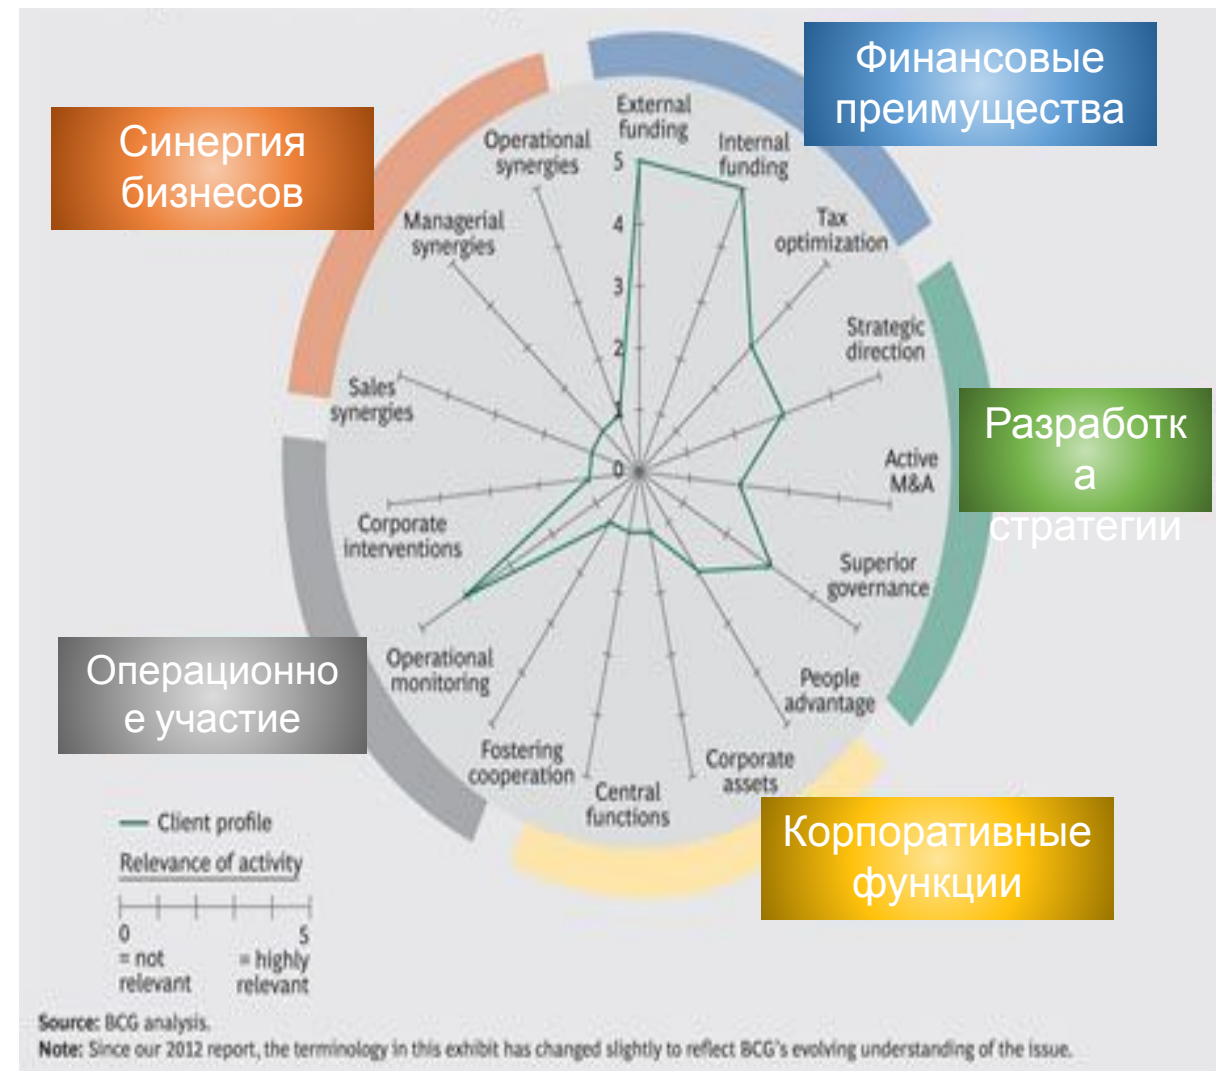 Финансовые
преимущества
Синергия
бизнесов
External
funding
Internal
funding
Operational
synergies
Tax
optimization
Managerial
synergies
Strategic
direction
Sales
synergies
Active
M&A
Разработк
а
стратегии
Corporate
interventions
Superior
governance
Operational
monitoring
People
advantage
Операционно
е участие
Fostering
cooperation
Central
functions
Corporate
assets
Корпоративные
функции
5
4
3
2
1
0
Client profile
Relevance of activity
0
5
= not
relevant
= highly
relevant
Source: BCG analysis.
Note: Since our 2012 report, the terminology in this exhibit has changed slightly to reflect BCG's evolving understanding of the issue.